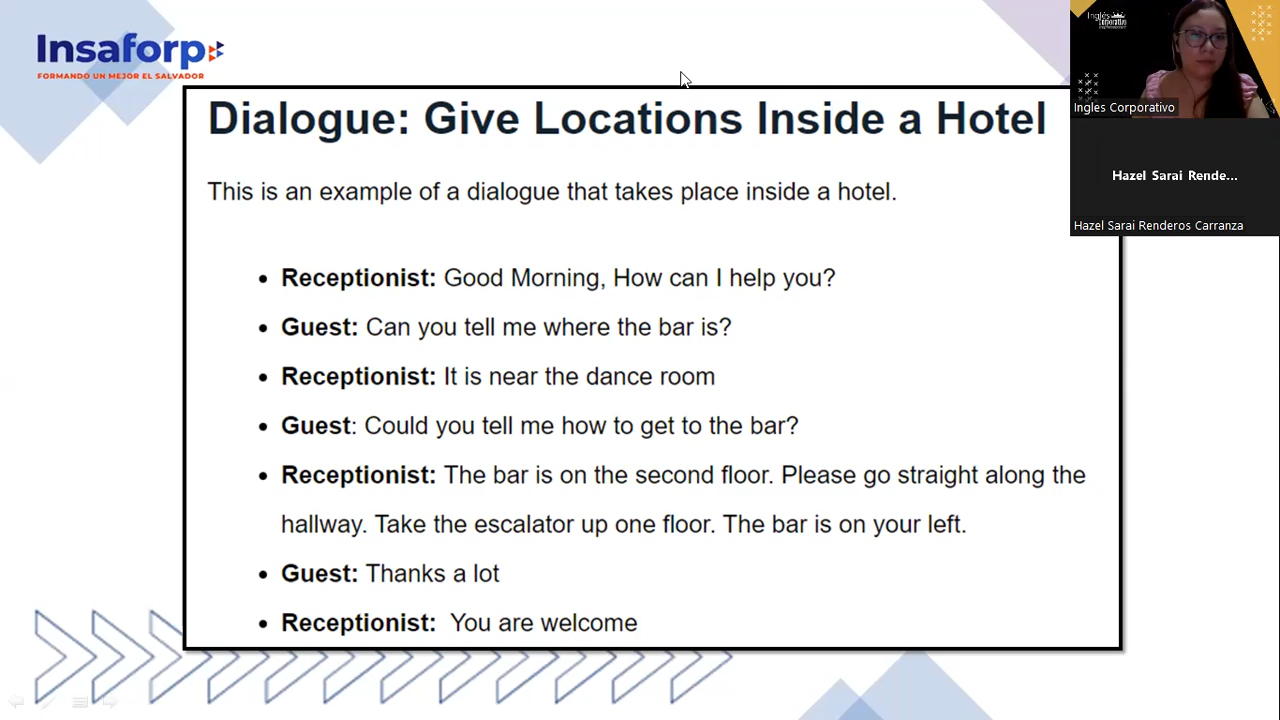 Insaforp
FORMANDO UN MEJOR EL SALVADOR
Dialogue: Give Locations Inside a Hotel
This is an example of a dialogue that takes place inside a hotel.
• Receptionist: Good Morning, How can I help you?
• Guest: Can you tell me where the bar is?
• Receptionist: It is near the dance room
• Guest: Could you tell me how to get to the bar?
• Receptionist: The bar is on the second floor. Please go straight along the
hallway. Take the escalator up one floor. The bar is on your left.
• Guest: Thanks a lot
• Receptionist: You are welcome
Inglés
Corporativo
Ingles Corporativo
Hazel Sarai Rende...
Hazel Sarai Renderos Carranza